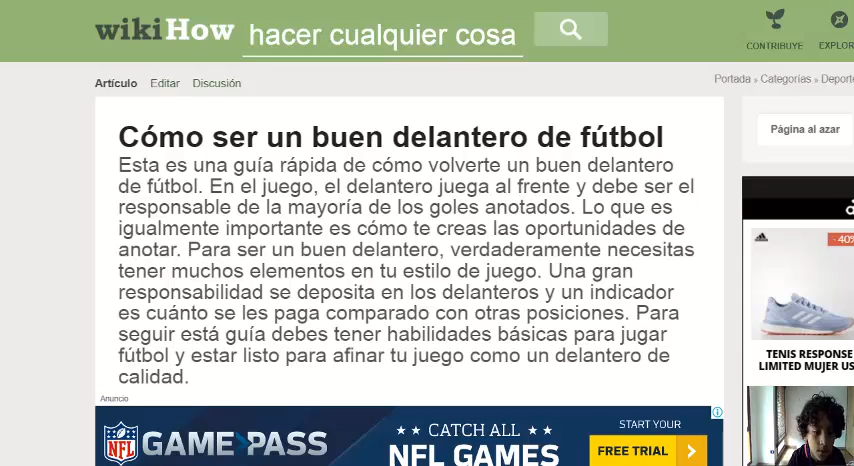 wikiHow hacer cualquier cosa
CONTRIBUYE EXPLOR
Artículo Editar Discusión
Portada » Categorías » Deporte
Página al azar
Cómo ser un buen delantero de fútbol
Esta es una guía rápida de cómo volverte un buen delantero
de fútbol. En el juego, el delantero juega al frente y debe ser el
responsable de la mayoría de los goles anotados. Lo que es
igualmente importante es cómo te creas las oportunidades de
anotar. Para ser un buen delantero, verdaderamente necesitas
tener muchos elementos en tu estilo de juego. Una gran
responsabilidad se deposita en los delanteros y un indicador
es cuánto se les paga comparado con otras posiciones. Para
seguir está guía debes tener habilidades básicas para jugar
fútbol y estar listo para afinar tu juego como un delantero de
calidad.
- 40%
TENIS RESPONSE
LIMITED MUJER US
Anuncio
NFL GAME PASS
CATCH ALL
NFL GAMES
START YOUR
FREE TRIAL